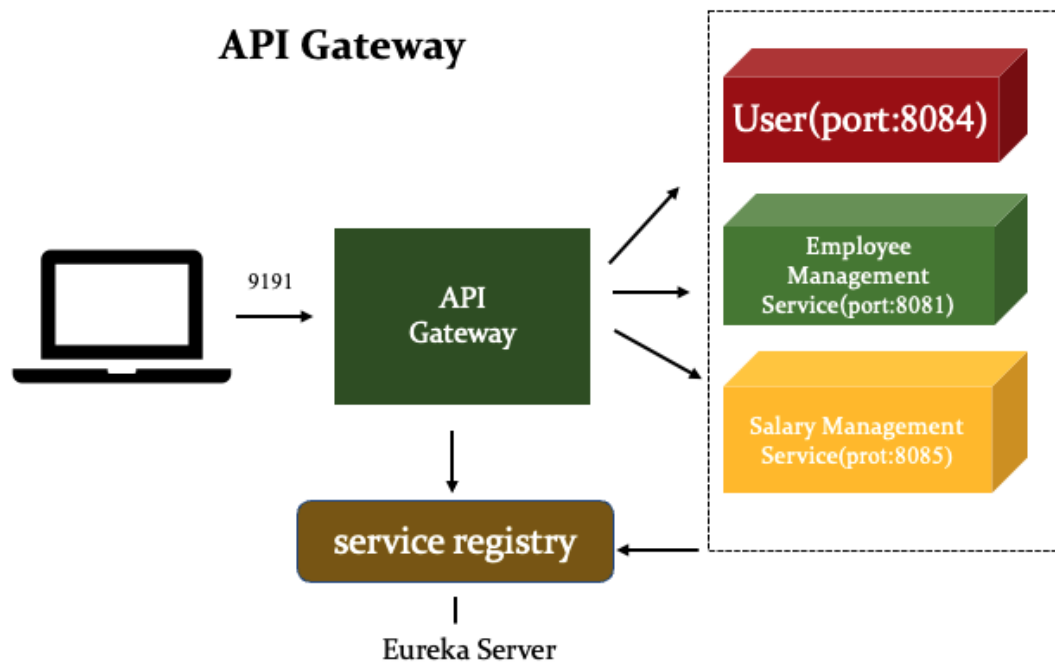 API Gateway
User(port:8084)
Employee
Management
Service(port:8081)
9191
API
Gateway
Salary Management
Service(prot:8085)
service registry
Eureka Server